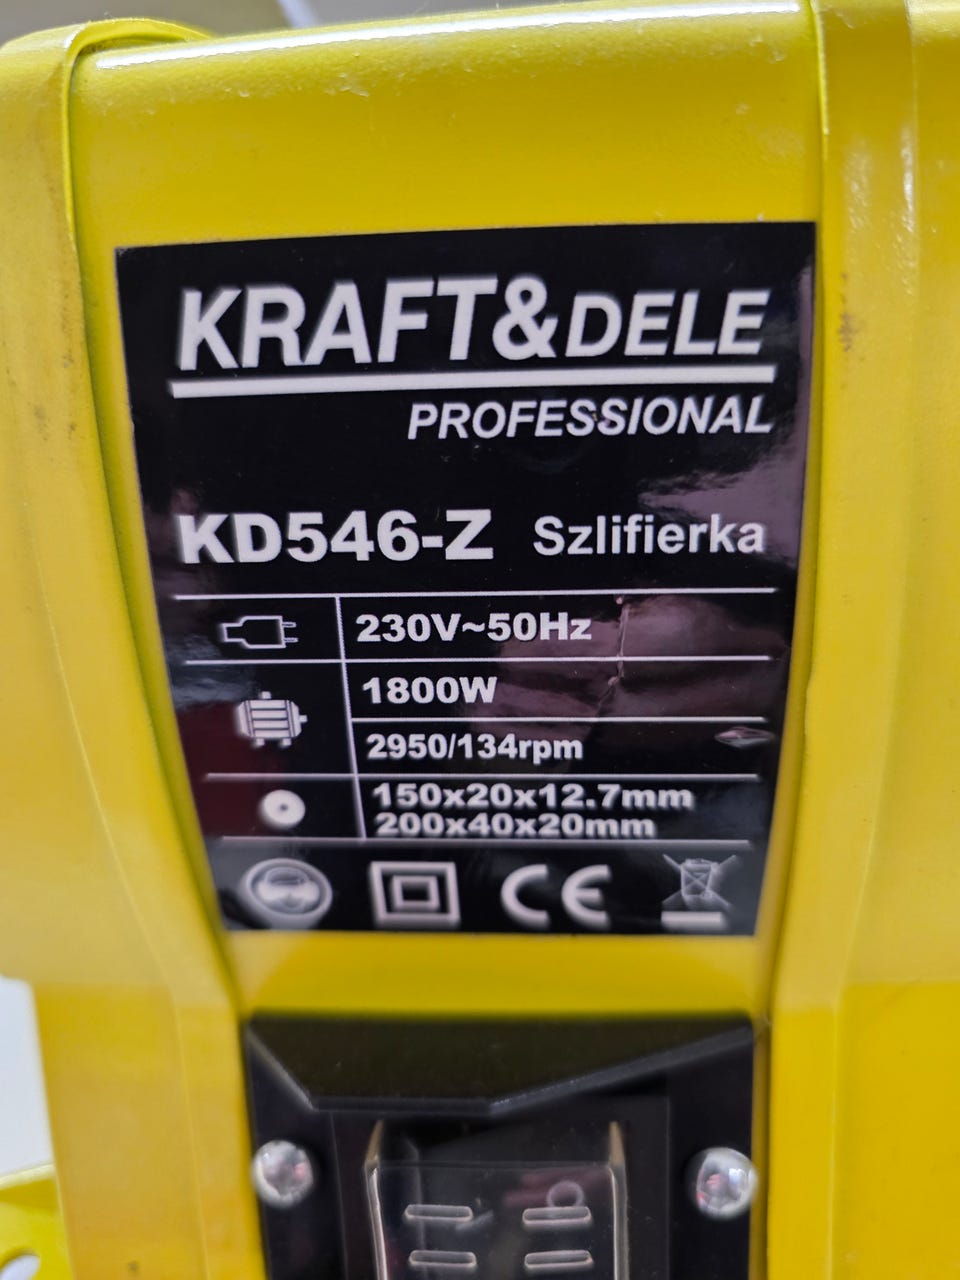 KRAFT&DELE
PROFESSIONAL
KD546-Z Szlifierka
230V~50Hz
1800W
2950/134rpm
150x20x12.7mm
200x40x20mm
CE